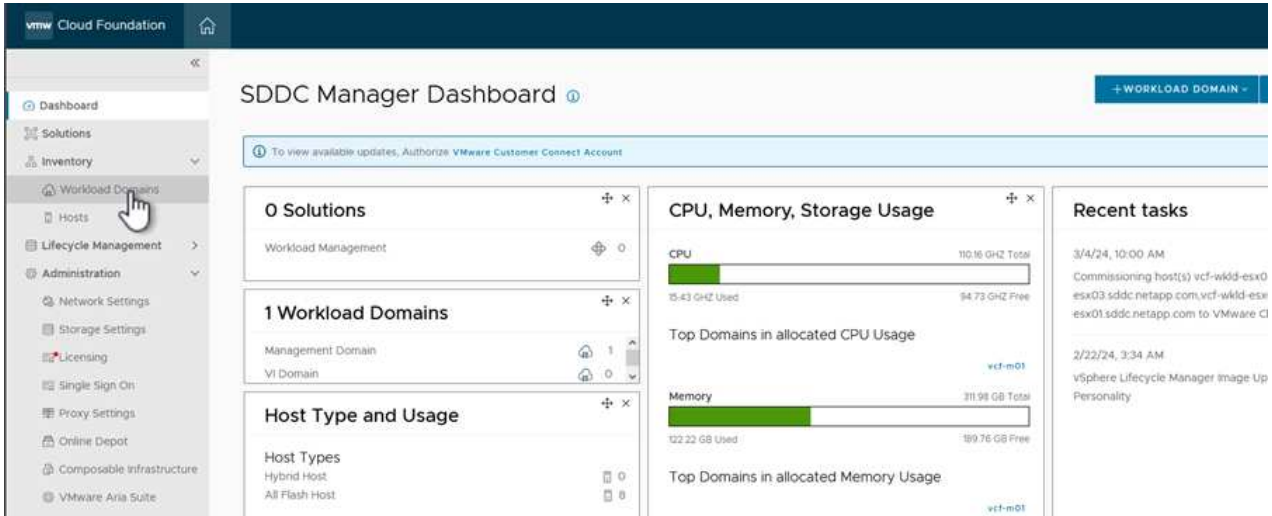 vmw Cloud Foundation
Dashboard
Solutions
Inventory
Workload Domains
Hosts
Lifecycle Management
Administration
Network Settings
Storage Settings
Licensing
Single Sign On
Proxy Settings
Online Depot
Composable Infrastructure
VMware Aria Suite
SDDC Manager Dashboard
+ WORKLOAD DOMAIN
To view available updates, Authorize VMware Customer Connect Account
0 Solutions
Workload Management 0
1 Workload Domains
Management Domain 1
VI Domain 0
Host Type and Usage
Host Types
Hybrid Host 0
All Flash Host 8
CPU, Memory, Storage Usage
CPU 110.16 GHZ Total
15.43 GHZ Used 94.73 GHZ Free
Top Domains in allocated CPU Usage
vcf-m01
Memory 311.98 GB Total
122.22 GB Used 189.76 GB Free
Top Domains in allocated Memory Usage
vcf-m01
Recent tasks
3/4/24, 10:00 AM
Commissioning host(s) vcf-wkld-esx0
esx03.sddc.netapp.com,vcf-wkld-esx
esx01.sddc.netapp.com to VMware Cl
2/22/24, 3:34 AM
vSphere Lifecycle Manager Image Up
Personality